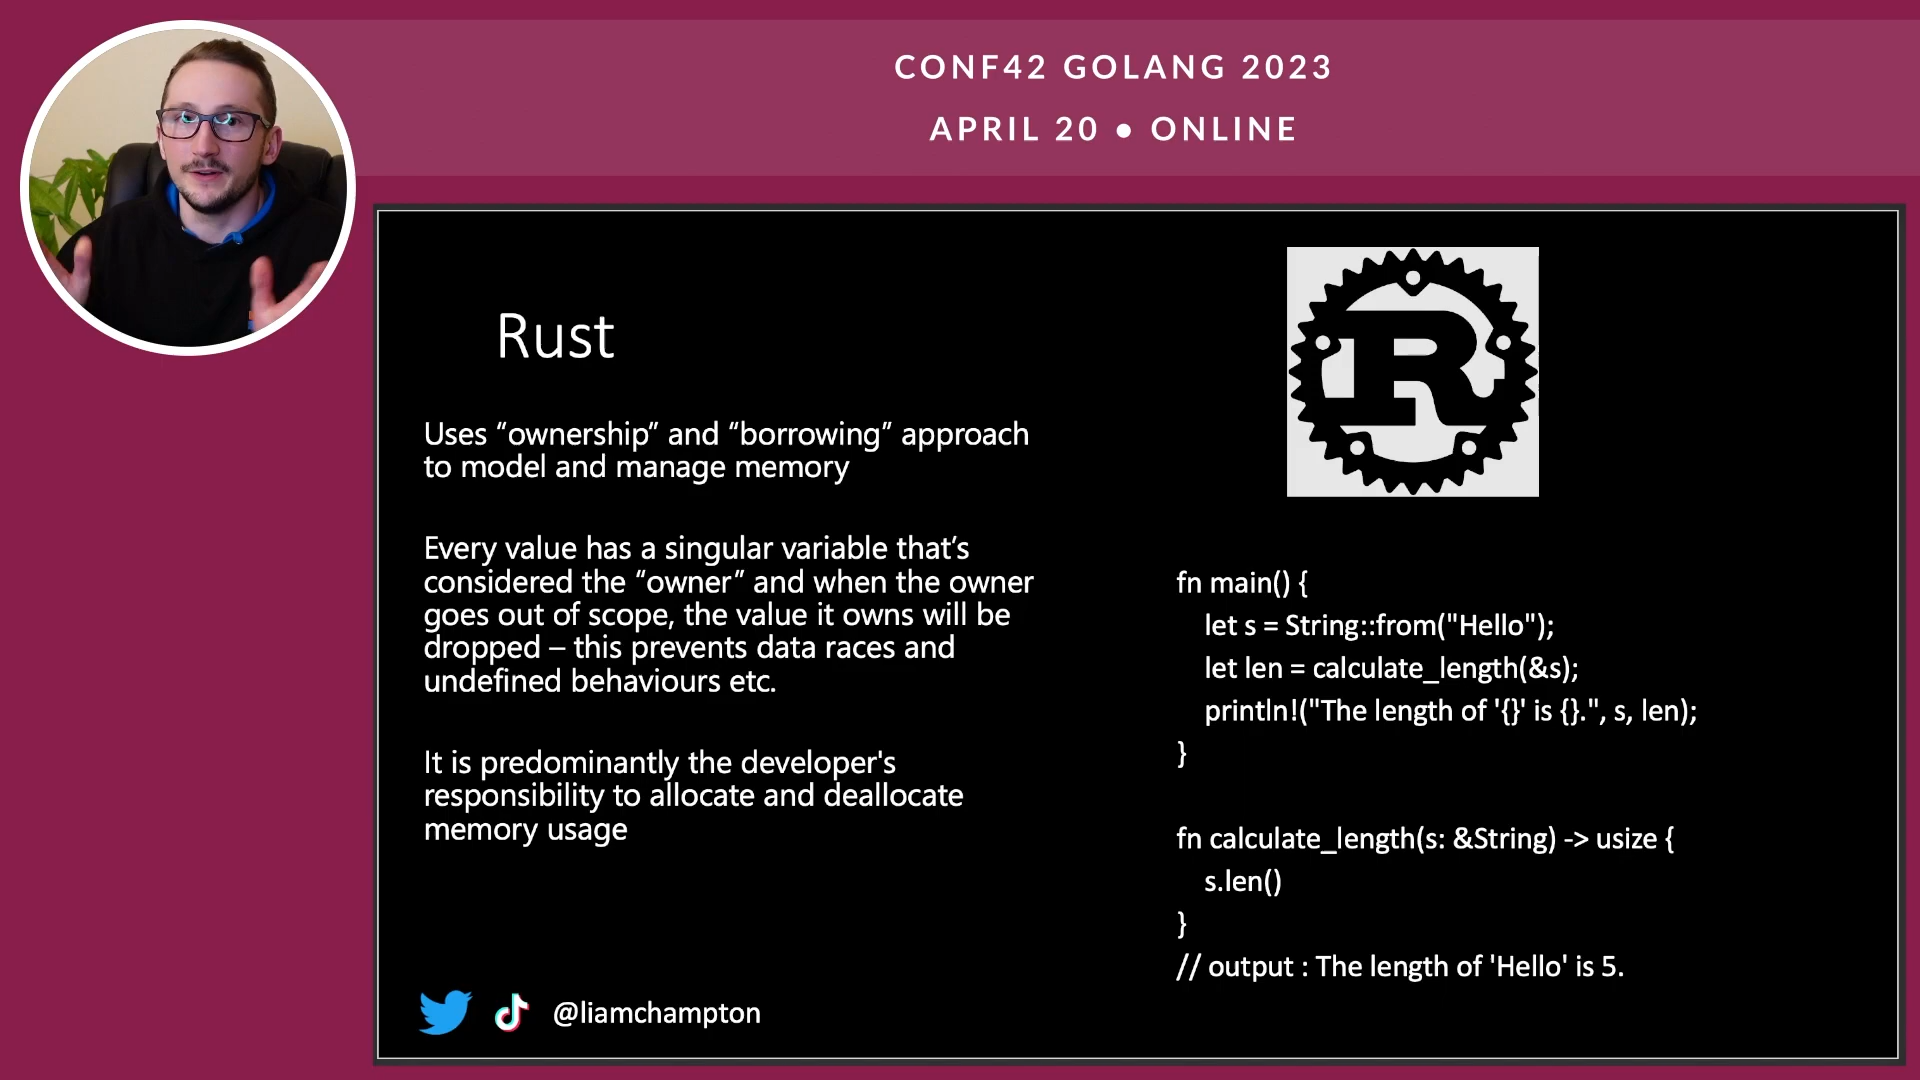 CONF42 GOLANG 2023
APRIL 20 ● ONLINE
Rust
Uses “ownership” and “borrowing” approach
to model and manage memory
Every value has a singular variable that’s
considered the “owner” and when the owner
goes out of scope, the value it owns will be
dropped – this prevents data races and
undefined behaviours etc.
It is predominantly the developer's
responsibility to allocate and deallocate
memory usage
@liamchampton
R
fn main() {
    let s = String::from("Hello");
    let len = calculate_length(&s);
    println!("The length of '{}' is {}.", s, len);
}
fn calculate_length(s: &String) -> usize {
    s.len()
}
// output : The length of 'Hello' is 5.